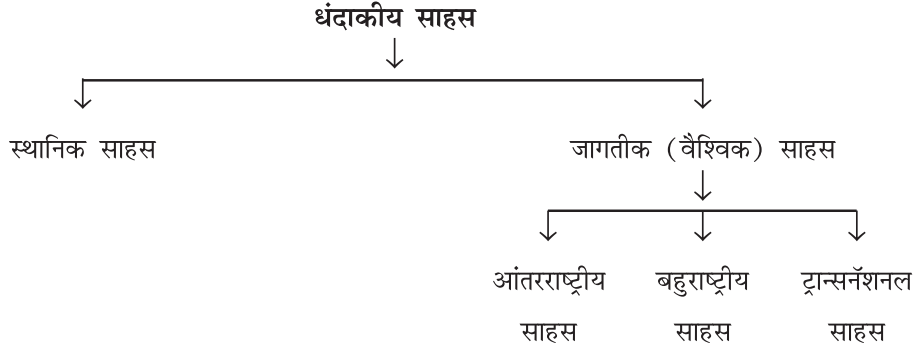 धंदाकीय साहस
स्थानिक साहस
जागतीक (वैश्विक) साहस
आंतरराष्ट्रीय साहस
बहुराष्ट्रीय साहस
ट्रान्सनॅशनल साहस